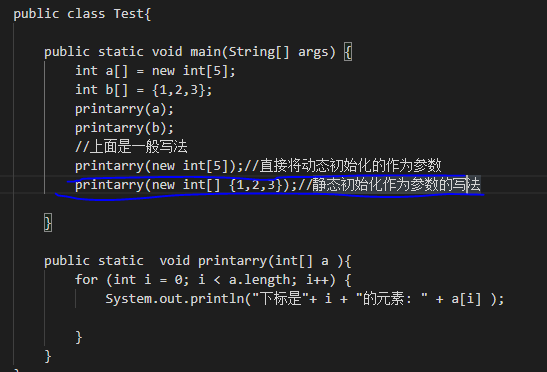 public class Test{
public static void main(String[] args) {
int a[] = new int[5];
int b[] = {1,2,3};
printarry(a);
printarry(b);
//上面是一般写法
printarry(new int[5]);//直接将动态初始化的作为参数
printarry(new int[] {1,2,3});//静态初始化作为参数的写法
}
public static  void printarry(int[] a ){
for (int i = 0; i < a.length; i++) {
System.out.println("下标是"+ i + "的元素: " + a[i] );
}
}